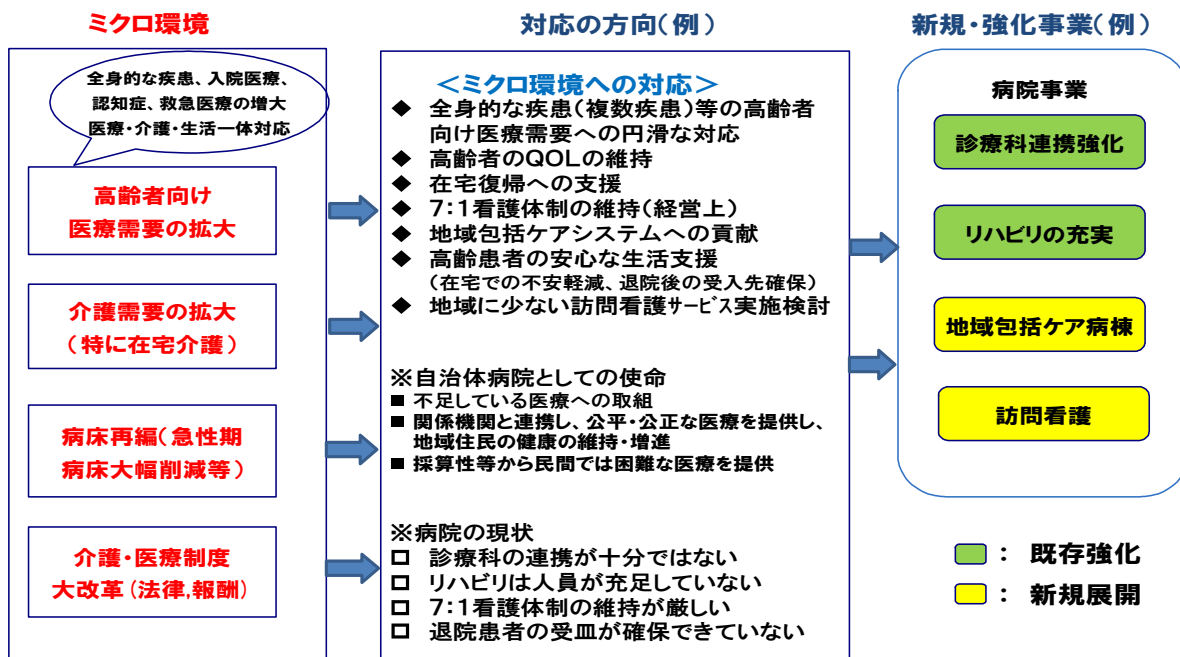 ミクロ環境
全身的な疾患、入院医療、
認知症、救急医療の増大
医療・介護・生活一体対応
高齢者向け
医療需要の拡大
介護需要の拡大
(特に在宅介護)
病床再編(急性期
病床大幅削減等)
介護・医療制度
大改革(法律,報酬)
対応の方向(例)
<ミクロ環境への対応>
◆ 全身的な疾患(複数疾患)等の高齢者
向け医療需要への円滑な対応
◆ 高齢者のQOLの維持
◆ 在宅復帰への支援
◆ 7:1看護体制の維持(経営上)
◆ 地域包括ケアシステムへの貢献
◆ 高齢患者の安心な生活支援
(在宅での不安軽減、退院後の受入先確保)
◆ 地域に少ない訪問看護サービス実施検討
※自治体病院としての使命
■ 不足している医療への取組
■ 関係機関と連携し、公平・公正な医療を提供し、
地域住民の健康の維持・増進
■ 採算性等から民間では困難な医療を提供
※病院の現状
□ 診療科の連携が十分ではない
□ リハビリは人員が充足していない
□ 7:1看護体制の維持が厳しい
□ 退院患者の受皿が確保できていない
新規・強化事業(例)
病院事業
診療科連携強化
リハビリの充実
地域包括ケア病棟
訪問看護
: 既存強化
: 新規展開